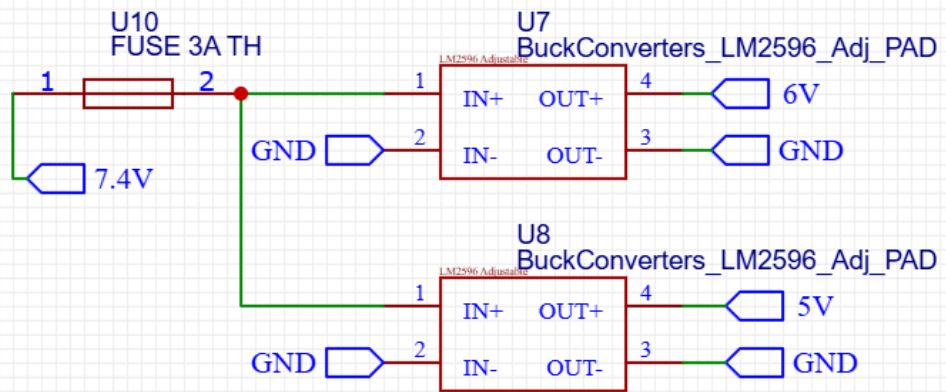 U10
FUSE 3A TH
1
2
7.4V
U7
BuckConverters_LM2596_Adj_PAD
LM2596 Adjustable
1
IN+
OUT+
4
6V
GND
2
IN-
OUT-
3
GND
U8
BuckConverters_LM2596_Adj_PAD
LM2596 Adjustable
1
IN+
OUT+
4
5V
GND
2
IN-
OUT-
3
GND